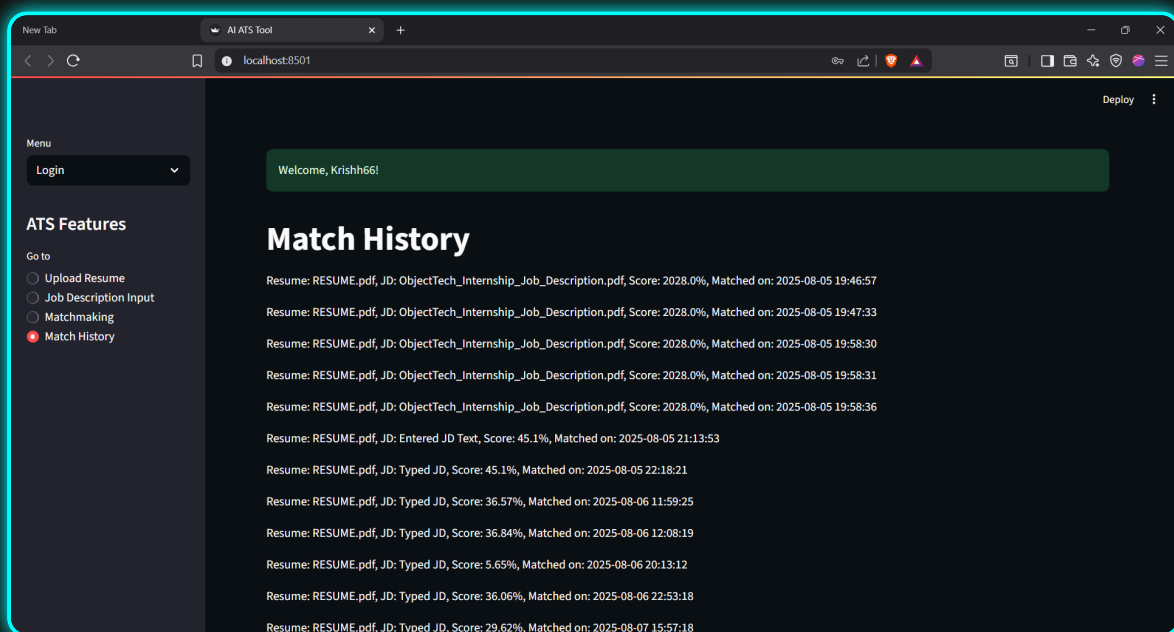 New Tab
AI ATS Tool
localhost:8501
Deploy
Menu
Login
ATS Features
Go to
Upload Resume
Job Description Input
Matchmaking
Match History
Welcome, Krishh66!
Match History
Resume: RESUME.pdf, JD: ObjectTech_Internship_Job_Description.pdf, Score: 2028.0%, Matched on: 2025-08-05 19:46:57
Resume: RESUME.pdf, JD: ObjectTech_Internship_Job_Description.pdf, Score: 2028.0%, Matched on: 2025-08-05 19:47:33
Resume: RESUME.pdf, JD: ObjectTech_Internship_Job_Description.pdf, Score: 2028.0%, Matched on: 2025-08-05 19:58:30
Resume: RESUME.pdf, JD: ObjectTech_Internship_Job_Description.pdf, Score: 2028.0%, Matched on: 2025-08-05 19:58:31
Resume: RESUME.pdf, JD: ObjectTech_Internship_Job_Description.pdf, Score: 2028.0%, Matched on: 2025-08-05 19:58:36
Resume: RESUME.pdf, JD: Entered JD Text, Score: 45.1%, Matched on: 2025-08-05 21:13:53
Resume: RESUME.pdf, JD: Typed JD, Score: 45.1%, Matched on: 2025-08-05 22:18:21
Resume: RESUME.pdf, JD: Typed JD, Score: 36.57%, Matched on: 2025-08-06 11:59:25
Resume: RESUME.pdf, JD: Typed JD, Score: 36.84%, Matched on: 2025-08-06 12:08:19
Resume: RESUME.pdf, JD: Typed JD, Score: 5.65%, Matched on: 2025-08-06 20:13:12
Resume: RESUME.pdf, JD: Typed JD, Score: 36.06%, Matched on: 2025-08-06 22:53:18
Resume: RESUME.pdf, JD: Typed JD, Score: 29.62%, Matched on: 2025-08-07 15:57:18